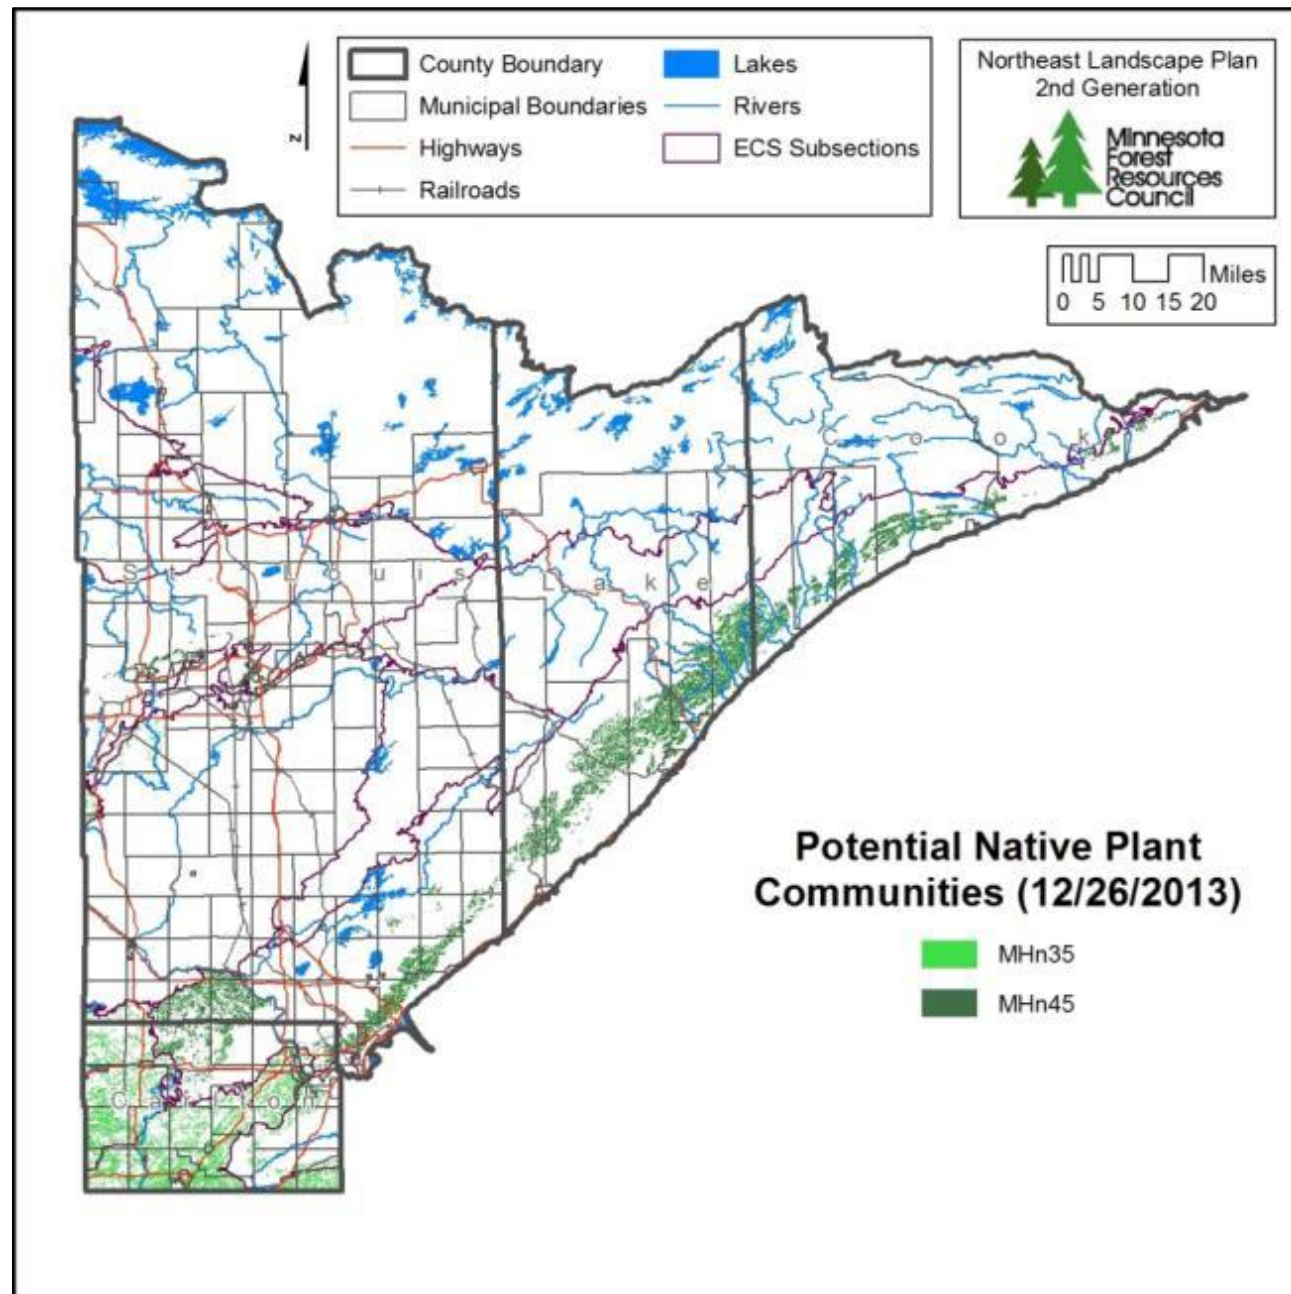 County Boundary
Municipal Boundaries
Highways
Railroads
Lakes
Rivers
ECS Subsections
N
Northeast Landscape Plan
2nd Generation
Minnesota
Forest
Resources
Council
Miles
0 5 10 15 20
Cook
St. Louis
Lake
Carlton
Potential Native Plant
Communities (12/26/2013)
MHn35
MHn45